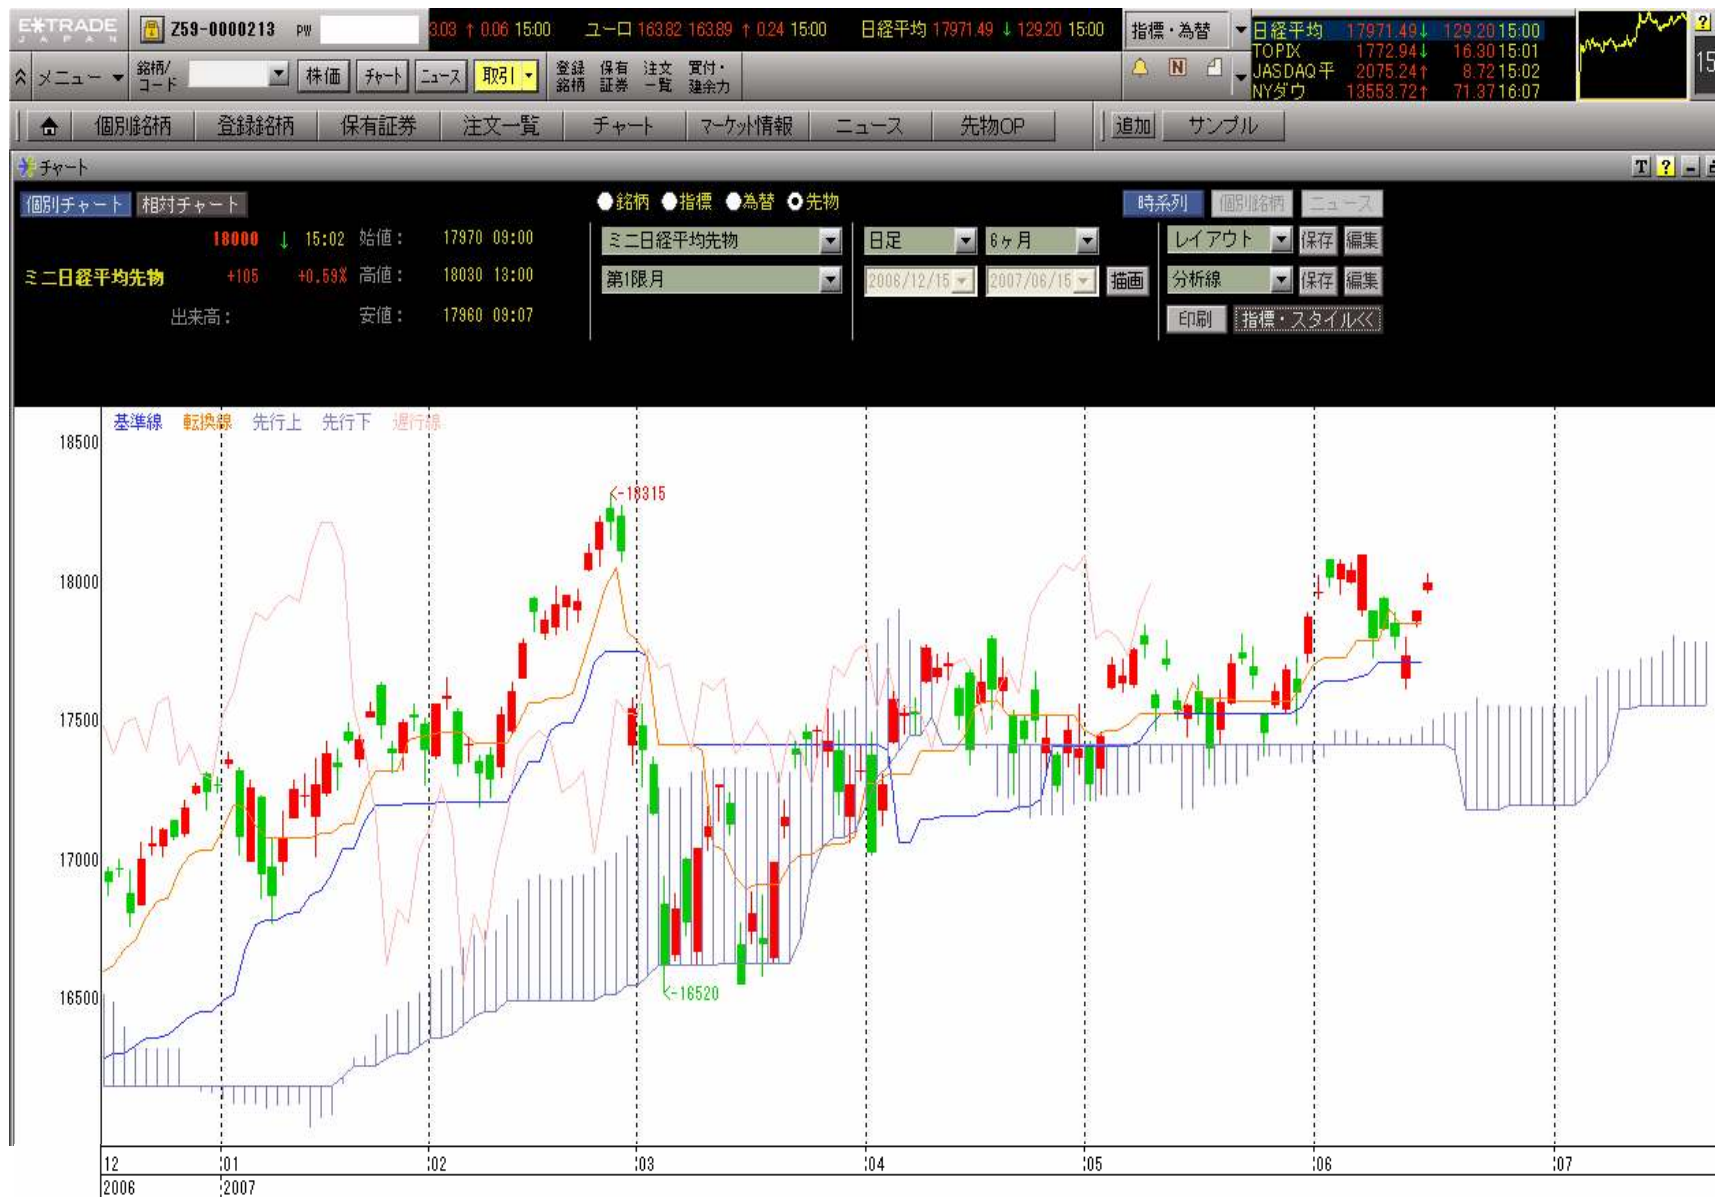 E*TRADE
JAPAN
Z59-0000213 PW
3.03 ↑ 0.06 15:00 ユーロ 163.82 163.89 ↑ 0.24 15:00 日経平均 17971.49 ↓ 129.20 15:00
指標・為替
日経平均 17971.49↓ 129.20 15:00
TOPIX 1772.94↓ 16.30 15:01
JASDAQ平 2075.24↑ 8.72 15:02
NYダウ 13553.72↑ 71.37 16:07
?
15
メニュー 銘柄/コード 株価 チャート ニュース 取引 登録銘柄 保有証券 注文一覧 買付・建余力
N
個別銘柄 登録銘柄 保有証券 注文一覧 チャート マーケット情報 ニュース 先物OP 追加 サンプル
チャート
T ?
個別チャート 相対チャート
銘柄 指標 為替 先物
時系列 個別銘柄 ニュース
18000 ↓ 15:02 始値: 17970 09:00
ミニ日経平均先物 日足 6ヶ月
レイアウト 保存 編集
ミニ日経平均先物 +105 +0.59% 高値: 18030 13:00
第1限月 2006/12/15 2007/06/15 描画
分析線 保存 編集
出来高: 安値: 17960 09:07
印刷 指標・スタイル<<
基準線 転換線 先行上 先行下 遅行線
18500
18315
18000
17500
17000
16500
16520
12 01 02 03 04 05 06 07
2006 2007